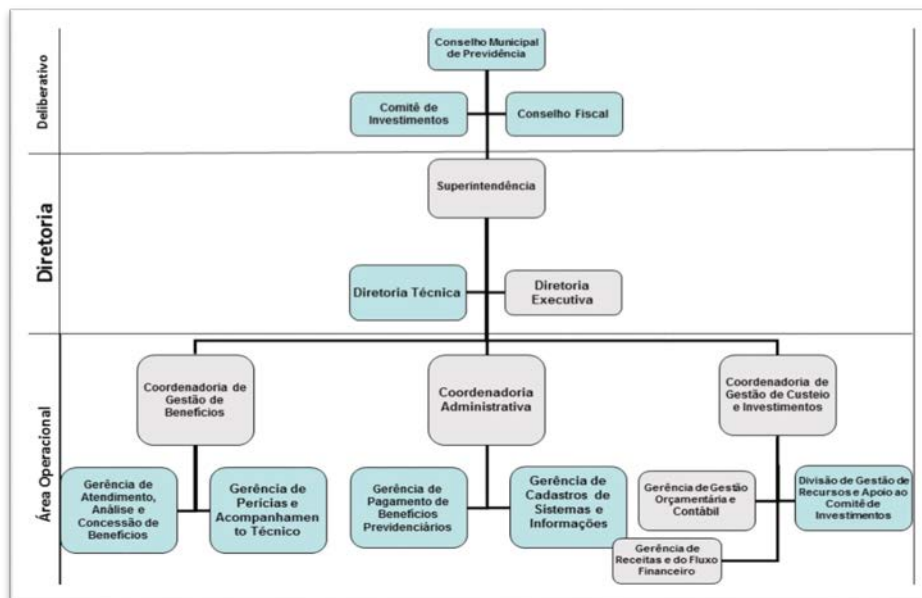 Deliberativo
Conselho Municipal
de Previdência
Comitê de
Investimentos
Conselho Fiscal
Diretoria
Superintendência
Diretoria Técnica
Diretoria
Executiva
Área Operacional
Coordenadoria de
Gestão de
Benefícios
Coordenadoria
Administrativa
Coordenadoria de
Gestão de Custeio
e Investimentos
Gerência de
Atendimento,
Análise e
Concessão de
Benefícios
Gerência de
Perícias e
Acompanhamen
to Técnico
Gerência de
Pagamento de
Benefícios
Previdenciários
Gerência de
Cadastros de
Sistemas e
Informações
Gerência de Gestão
Orçamentária e
Contábil
Divisão de Gestão de
Recursos e Apoio ao
Comitê de
Investimentos
Gerência de
Receitas e do Fluxo
Financeiro